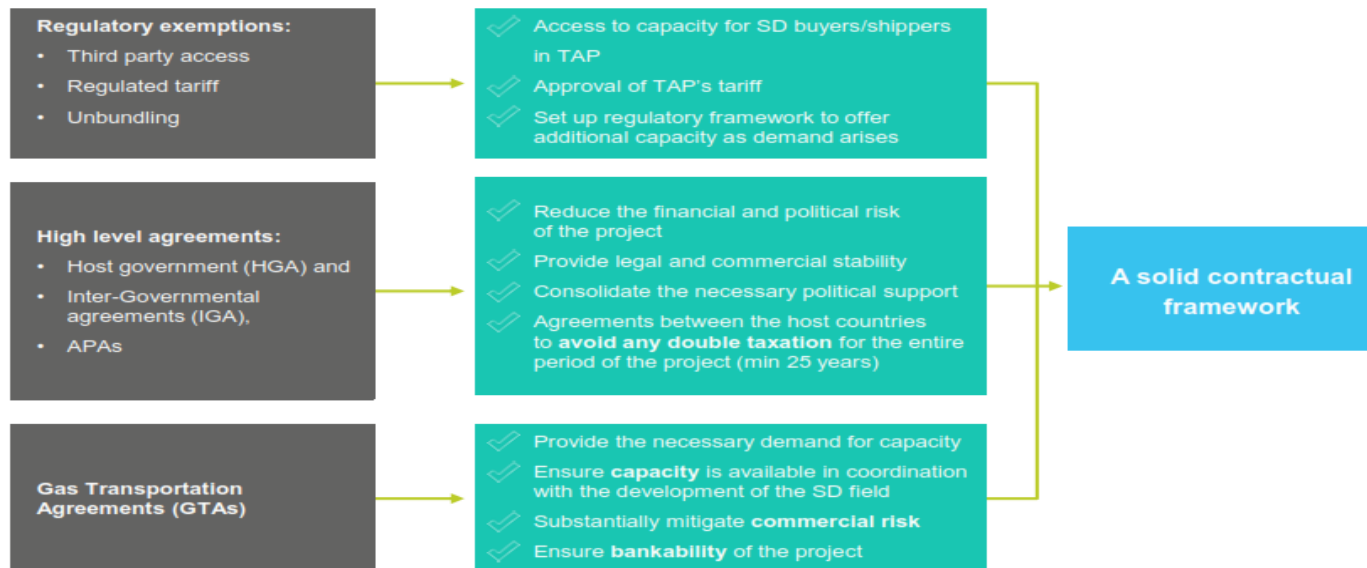 Regulatory exemptions:
• Third party access
• Regulated tariff
• Unbundling
Access to capacity for SD buyers/shippers
in TAP
Approval of TAP's tariff
Set up regulatory framework to offer
additional capacity as demand arises
High level agreements:
• Host government (HGA) and
• Inter-Governmental
agreements (IGA),
• APAs
Reduce the financial and political risk
of the project
Provide legal and commercial stability
Consolidate the necessary political support
Agreements between the host countries
to avoid any double taxation for the entire
period of the project (min 25 years)
Gas Transportation
Agreements (GTAs)
Provide the necessary demand for capacity
Ensure capacity is available in coordination
with the development of the SD field
Substantially mitigate commercial risk
Ensure bankability of the project
A solid contractual
framework